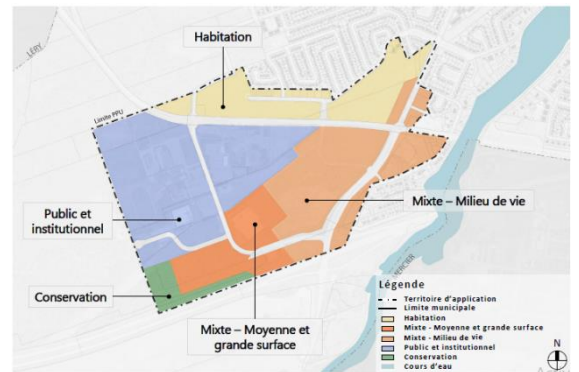 LÉRY
Habitation
Limite PPU
Public et
institutionnel
Mixte – Milieu de vie
Conservation
Mixte – Moyenne et
grande surface
MERCIER
Légende
Territoire d'application
Limite municipale
Habitation
Mixte - Moyenne et grande surface
Mixte - Milieu de vie
Public et institutionnel
Conservation
Cours d'eau
N